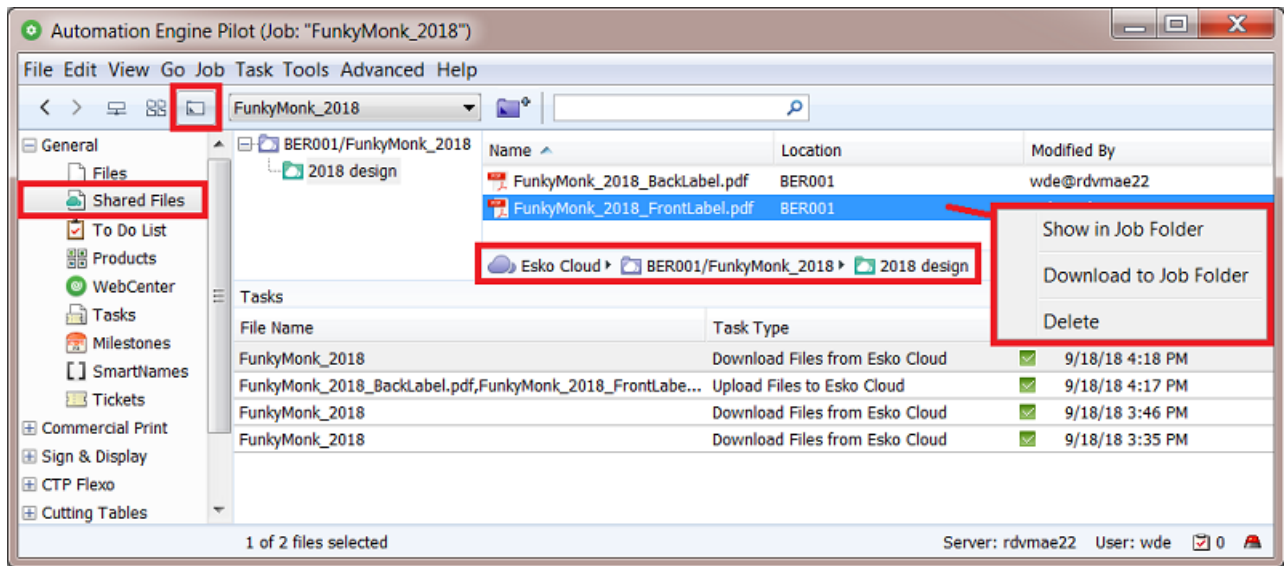 Automation Engine Pilot (Job: "FunkyMonk_2018")
File Edit View Go Job Task Tools Advanced Help
FunkyMonk_2018
General
Files
Shared Files
To Do List
Products
WebCenter
Tasks
Milestones
SmartNames
Tickets
Commercial Print
Sign & Display
CTP Flexo
Cutting Tables
BER001/FunkyMonk_2018
2018 design
Name Location Modified By
FunkyMonk_2018_BackLabel.pdf BER001 wde@rdvmae22
FunkyMonk_2018_FrontLabel.pdf BER001
Show in Job Folder
Download to Job Folder
Delete
Esko Cloud BER001/FunkyMonk_2018 2018 design
Tasks
File Name Task Type
FunkyMonk_2018 Download Files from Esko Cloud 9/18/18 4:18 PM
FunkyMonk_2018_BackLabel.pdf,FunkyMonk_2018_FrontLabe... Upload Files to Esko Cloud 9/18/18 4:17 PM
FunkyMonk_2018 Download Files from Esko Cloud 9/18/18 3:46 PM
FunkyMonk_2018 Download Files from Esko Cloud 9/18/18 3:35 PM
1 of 2 files selected Server: rdvmae22 User: wde 0